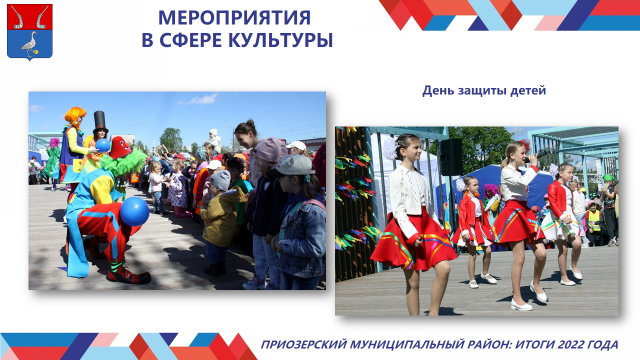 МЕРОПРИЯТИЯ
В СФЕРЕ КУЛЬТУРЫ
День защиты детей
ПРИОЗЕРСКИЙ МУНИЦИПАЛЬНЫЙ РАЙОН: ИТОГИ 2022 ГОДА